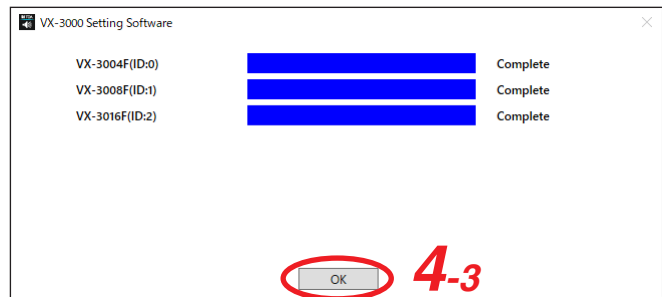 VX-3000 Setting Software
VX-3004F(ID:0) Complete
VX-3008F(ID:1) Complete
VX-3016F(ID:2) Complete
OK 4-3